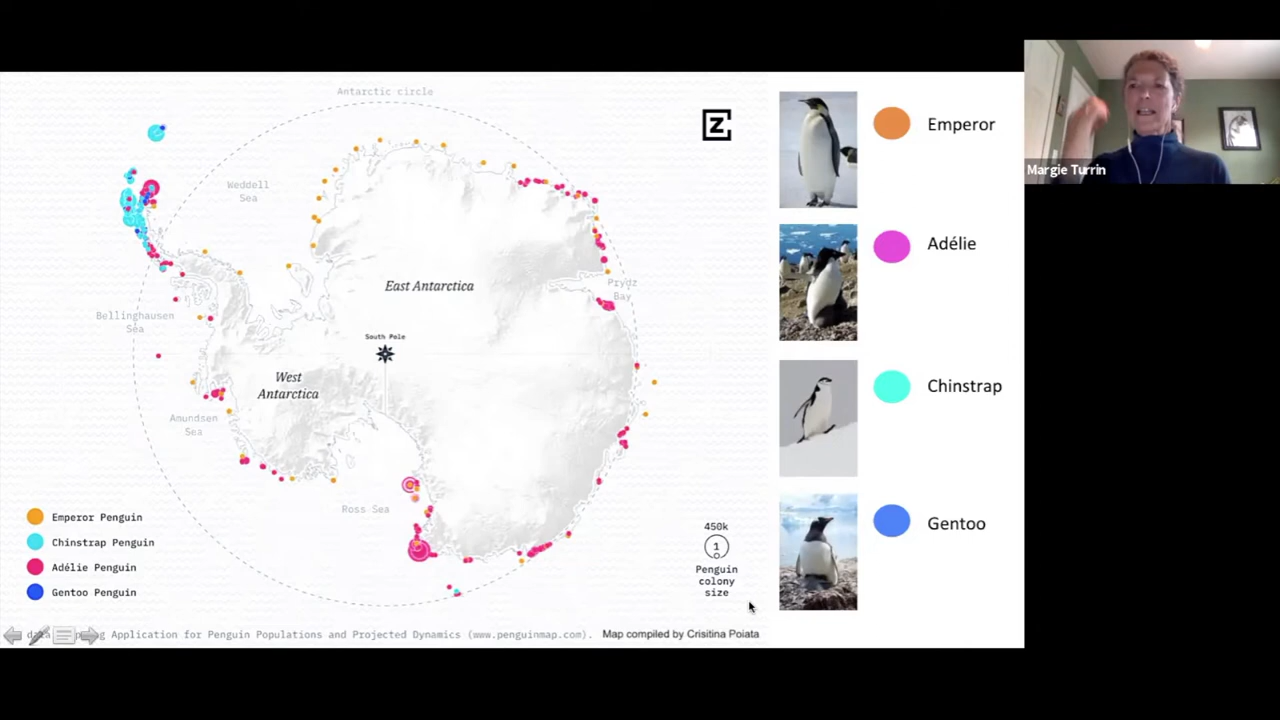 Antarctic circle
Z
Weddell
Sea
East Antarctica
Prydz
Bay
Bellinghausen
Sea
South Pole
West
Antarctica
Amundsen
Sea
Ross Sea
Emperor Penguin
Chinstrap Penguin
Adélie Penguin
Gentoo Penguin
450k
1
Penguin
colony
size
Application for Penguin Populations and Projected Dynamics (www.penguinmap.com).
Map compiled by Crisitina Poiata
Emperor
Adélie
Chinstrap
Gentoo
Margie Turrin